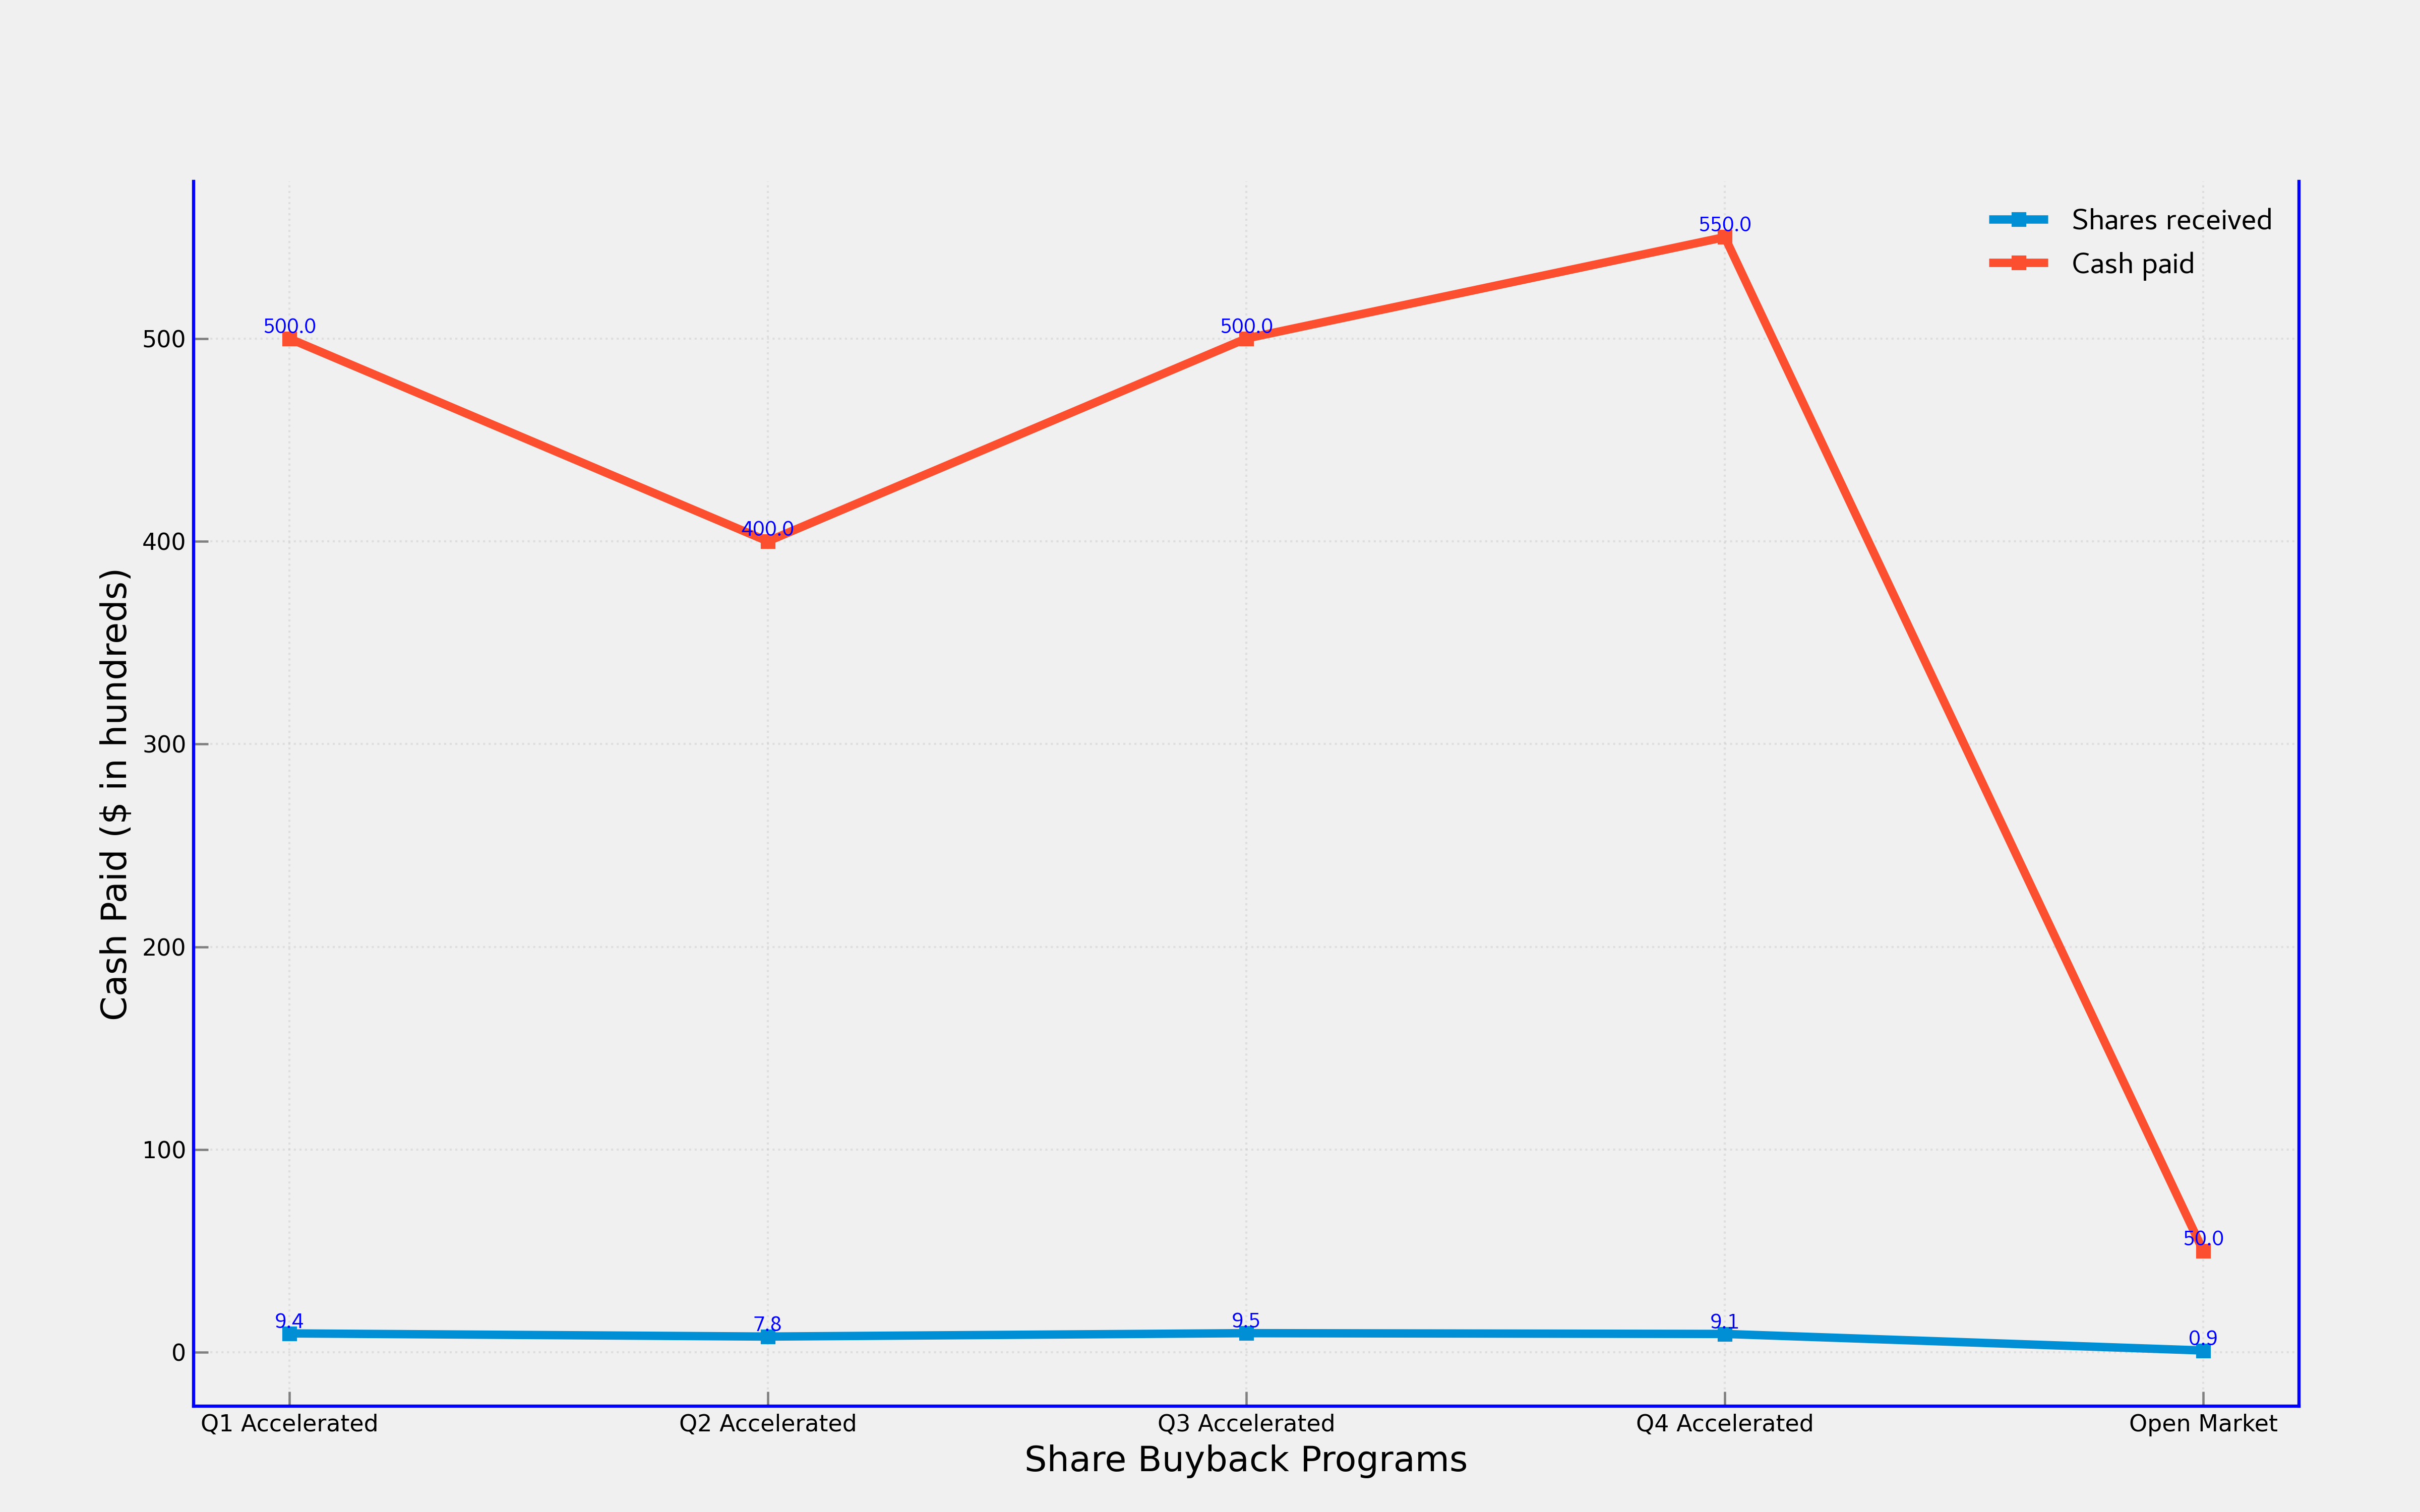 Shares received
Cash paid
550.0
500.0
500.0
400.0
50.0
9.4
7.8
9.5
9.1
0.9
500
400
300
200
100
0
Cash Paid ($ in hundreds)
Q1 Accelerated
Q2 Accelerated
Q3 Accelerated
Q4 Accelerated
Open Market
Share Buyback Programs